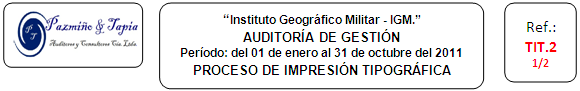 Pazmiño & Tapia
Auditores y Consultores Cía. Ltda.
PT
“Instituto Geográfico Militar - IGM.”
AUDITORÍA DE GESTIÓN
Período: del 01 de enero al 31 de octubre del 2011
PROCESO DE IMPRESIÓN TIPOGRÁFICA
Ref.:
TIT.2
1/2